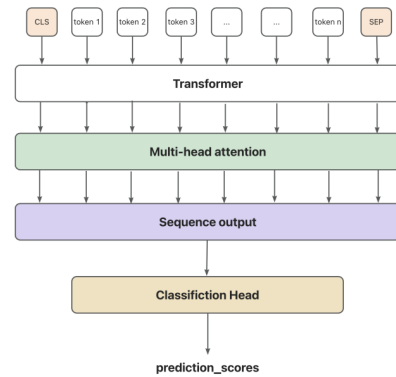 CLS token 1 token 2 token 3 ... ... token n SEP
Transformer
Multi-head attention
Sequence output
Classifiction Head
prediction_scores